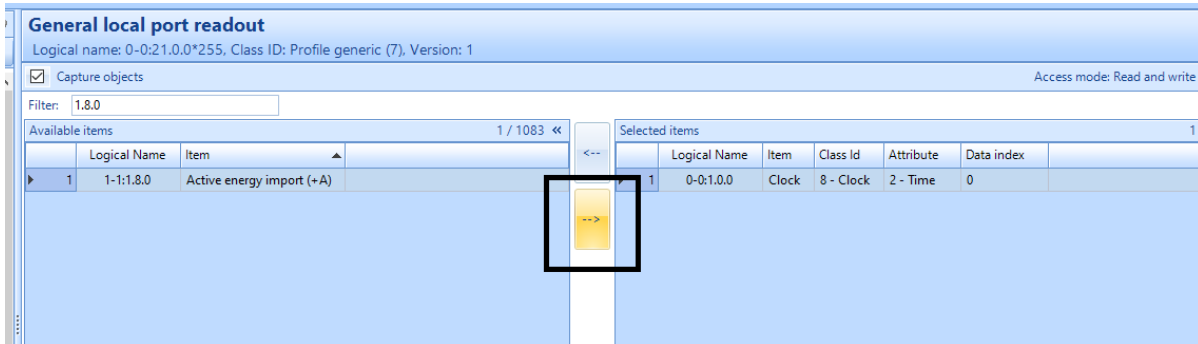 General local port readout
Logical name: 0-0:21.0.0*255, Class ID: Profile generic (7), Version: 1
Capture objects Access mode: Read and write
Filter: 1.8.0
Available items 1 / 1083 « <-- Selected items 1
Logical Name Item Logical Name Item Class Id Attribute Data index
1 1-1:1.8.0 Active energy import (+A) 1 0-0:1.0.0 Clock 8 - Clock 2 - Time 0
-->